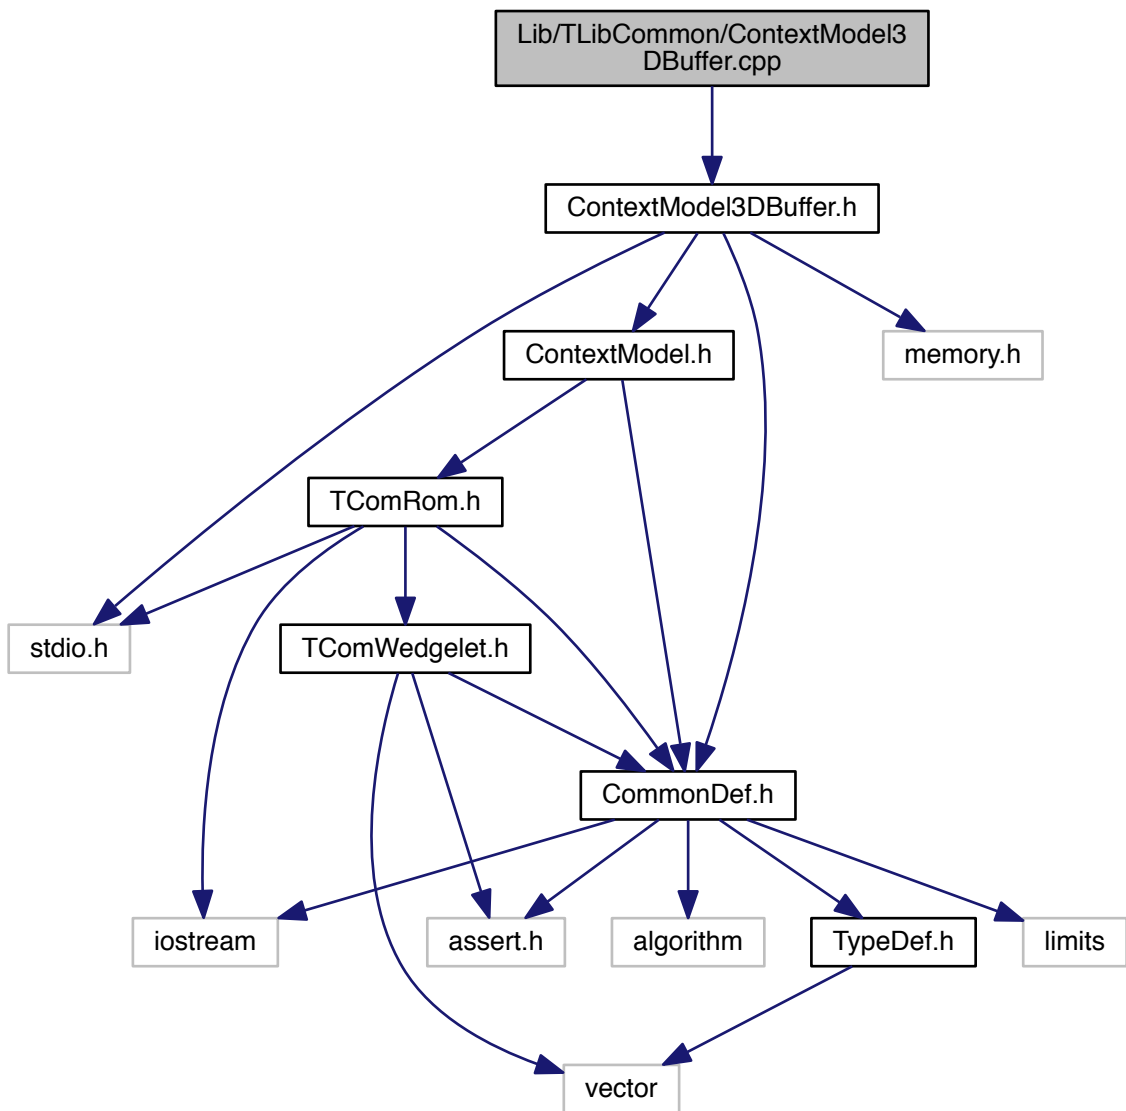 Lib/TLibCommon/ContextModel3
DBuffer.cpp
ContextModel3DBuffer.h
ContextModel.h
memory.h
TComRom.h
stdio.h
TComWedgelet.h
CommonDef.h
iostream
assert.h
algorithm
TypeDef.h
limits
vector